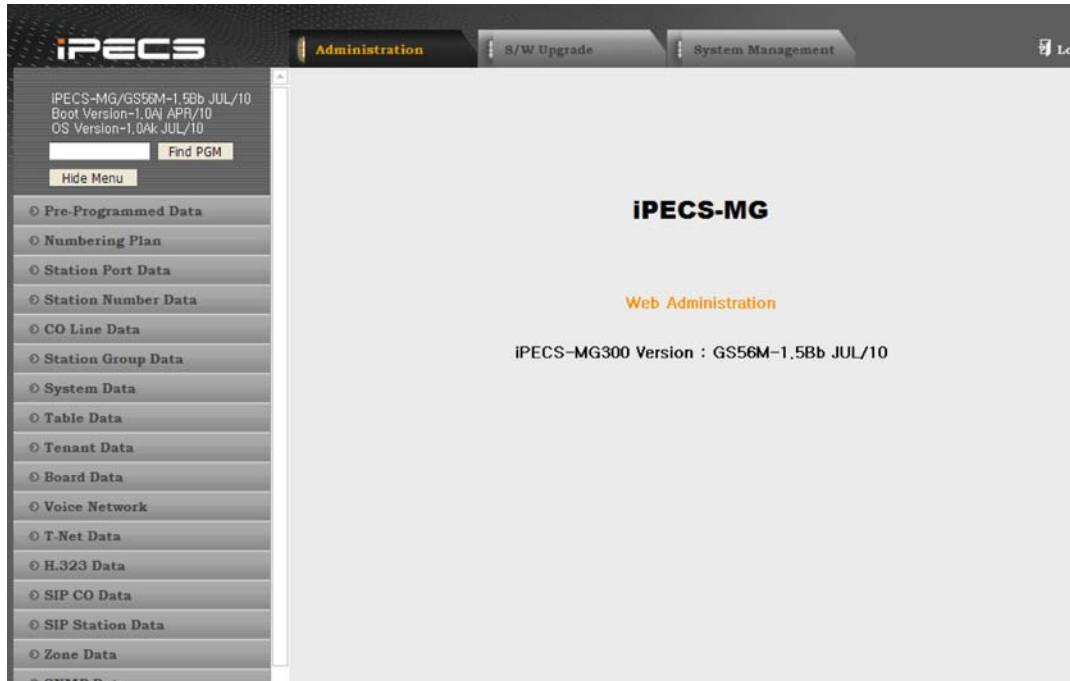 iPECS
Administration
S/W Upgrade
System Management
iPECS-MG/GS56M-1.5Bb JUL/10
Boot Version-1.0Aj APR/10
OS Version-1.0Ak JUL/10
Find PGM
Hide Menu
Pre-Programmed Data
Numbering Plan
Station Port Data
Station Number Data
CO Line Data
Station Group Data
System Data
Table Data
Tenant Data
Board Data
Voice Network
T-Net Data
H.323 Data
SIP CO Data
SIP Station Data
Zone Data
iPECS-MG
Web Administration
iPECS-MG300 Version : GS56M-1.5Bb JUL/10